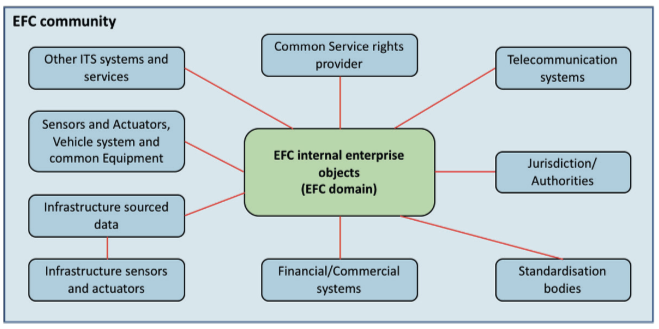 EFC community
Other ITS systems and
services
Common Service rights
provider
Telecommunication
systems
Sensors and Actuators,
Vehicle system and
common Equipment
EFC internal enterprise
objects
(EFC domain)
Jurisdiction/
Authorities
Infrastructure sourced
data
Infrastructure sensors
and actuators
Financial/Commercial
systems
Standardisation
bodies